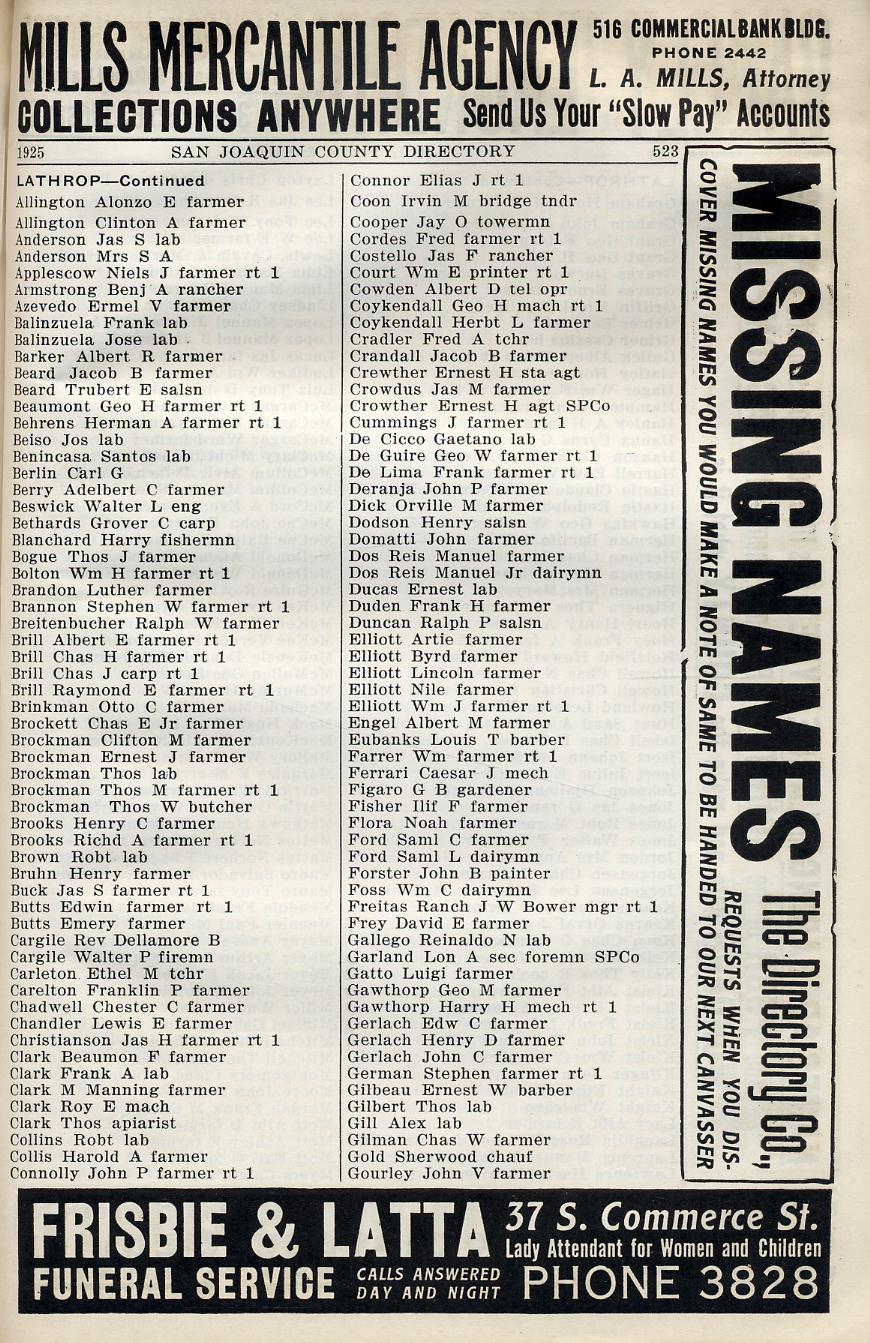 MILLS MERCANTILE AGENCY
516 COMMERCIAL BANK BLDG.
PHONE 2442
L. A. MILLS, Attorney
COLLECTIONS ANYWHERE Send Us Your "Slow Pay" Accounts
1925 SAN JOAQUIN COUNTY DIRECTORY 523
LATHROP—Continued
Allington Alonzo E farmer
Allington Clinton A farmer
Anderson Jas S lab
Anderson Mrs S A
Applescow Niels J farmer rt 1
Armstrong Benj A rancher
Azevedo Ermel V farmer
Balinzuela Frank lab
Balinzuela Jose lab
Barker Albert R farmer
Beard Jacob B farmer
Beard Trubert E salsn
Beaumont Geo H farmer rt 1
Behrens Herman A farmer rt 1
Beiso Jos lab
Benincasa Santos lab
Berlin Carl G
Berry Adelbert C farmer
Beswick Walter L eng
Bethards Grover C carp
Blanchard Harry fishermn
Bogue Thos J farmer
Bolton Wm H farmer rt 1
Brandon Luther farmer
Brannon Stephen W farmer rt 1
Breitenbucher Ralph W farmer
Brill Albert E farmer rt 1
Brill Chas H farmer rt 1
Brill Chas J carp rt 1
Brill Raymond E farmer rt 1
Brinkman Otto C farmer
Brockett Chas E Jr farmer
Brockman Clifton M farmer
Brockman Ernest J farmer
Brockman Thos lab
Brockman Thos M farmer rt 1
Brockman Thos W butcher
Brooks Henry C farmer
Brooks Richd A farmer rt 1
Brown Robt lab
Bruhn Henry farmer
Buck Jas S farmer rt 1
Butts Edwin farmer rt 1
Butts Emery farmer
Cargile Rev Dellamore B
Cargile Walter P firemn
Carleton Ethel M tchr
Carelton Franklin P farmer
Chadwell Chester C farmer
Chandler Lewis E farmer
Christianson Jas H farmer rt 1
Clark Beaumon F farmer
Clark Frank A lab
Clark M Manning farmer
Clark Roy E mach
Clark Thos apiarist
Collins Robt lab
Collis Harold A farmer
Connolly John P farmer rt 1
Connor Elias J rt 1
Coon Irvin M bridge tndr
Cooper Jay O towermn
Cordes Fred farmer rt 1
Costello Jas F rancher
Court Wm E printer rt 1
Cowden Albert D tel opr
Coykendall Geo H mach rt 1
Coykendall Herbt L farmer
Cradler Fred A tchr
Crandall Jacob B farmer
Crewther Ernest H sta agt
Crowdus Jas M farmer
Crowther Ernest H agt SPCo
Cummings J farmer rt 1
De Cicco Gaetano lab
De Guire Geo W farmer rt 1
De Lima Frank farmer rt 1
Deranja John P farmer
Dick Orville M farmer
Dodson Henry salsn
Domatti John farmer
Dos Reis Manuel farmer
Dos Reis Manuel Jr dairymn
Ducas Ernest lab
Duden Frank H farmer
Duncan Ralph P salsn
Elliott Artie farmer
Elliott Byrd farmer
Elliott Lincoln farmer
Elliott Nile farmer
Elliott Wm J farmer rt 1
Engel Albert M farmer
Eubanks Louis T barber
Farrer Wm farmer rt 1
Ferrari Caesar J mech
Figaro G B gardener
Fisher Ilif F farmer
Flora Noah farmer
Ford Saml C farmer
Ford Saml L dairymn
Forster John B painter
Foss Wm C dairymn
Freitas Ranch J W Bower mgr rt 1
Frey David E farmer
Gallego Reinaldo N lab
Garland Lon A sec foremn SPCo
Gatto Luigi farmer
Gawthorp Geo M farmer
Gawthorp Harry H mech rt 1
Gerlach Edw C farmer
Gerlach Henry D farmer
Gerlach John C farmer
German Stephen farmer rt 1
Gilbeau Ernest W barber
Gilbert Thos lab
Gill Alex lab
Gilman Chas W farmer
Gold Sherwood chauf
Gourley John V farmer
MISSING NAMES The Directory Co.,
REQUESTS WHEN YOU DIS-
COVER MISSING NAMES YOU WOULD MAKE A NOTE OF SAME TO BE HANDED TO OUR NEXT CANVASSER
FRISBIE & LATTA
FUNERAL SERVICE
CALLS ANSWERED
DAY AND NIGHT
37 S. Commerce St.
Lady Attendant for Women and Children
PHONE 3828